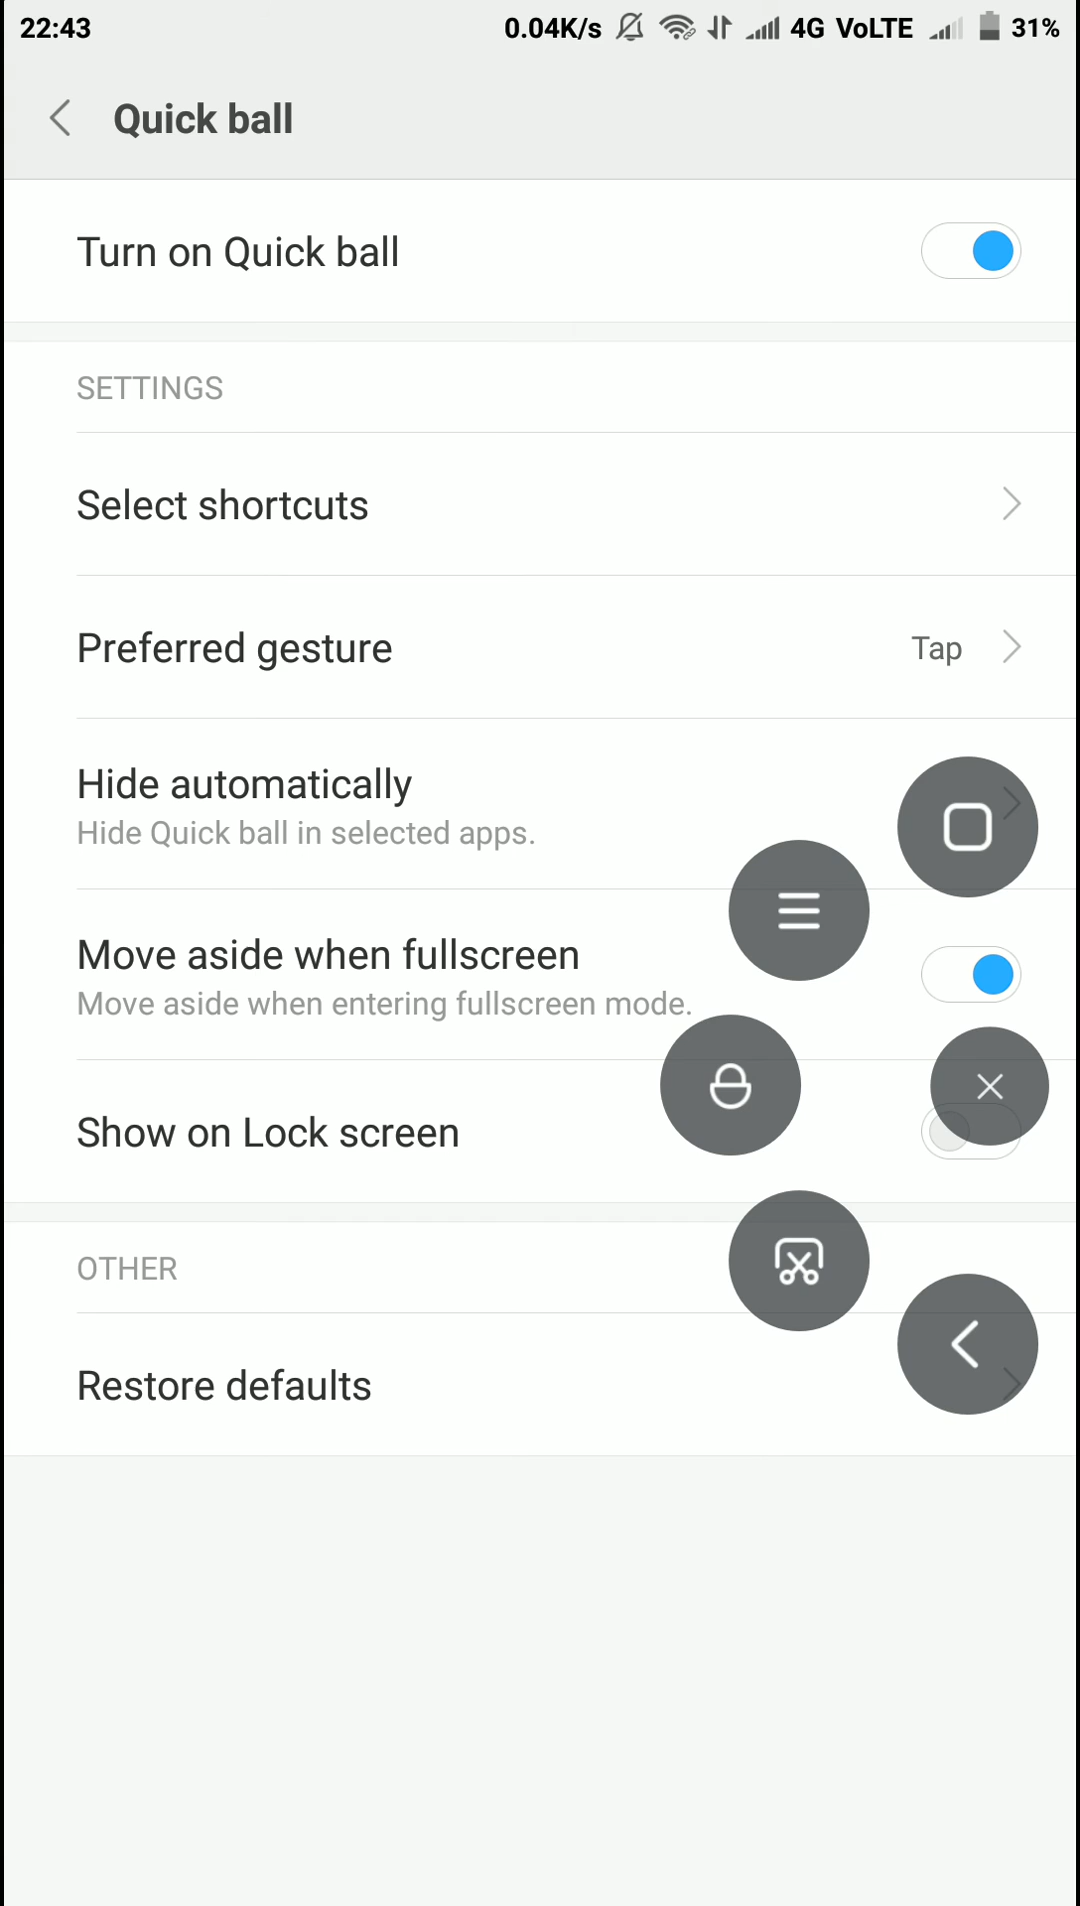 22:43 0.04K/s 4G VoLTE 31%
Quick ball
Turn on Quick ball
SETTINGS
Select shortcuts
Preferred gesture Tap
Hide automatically
Hide Quick ball in selected apps.
Move aside when fullscreen
Move aside when entering fullscreen mode.
Show on Lock screen
OTHER
Restore defaults